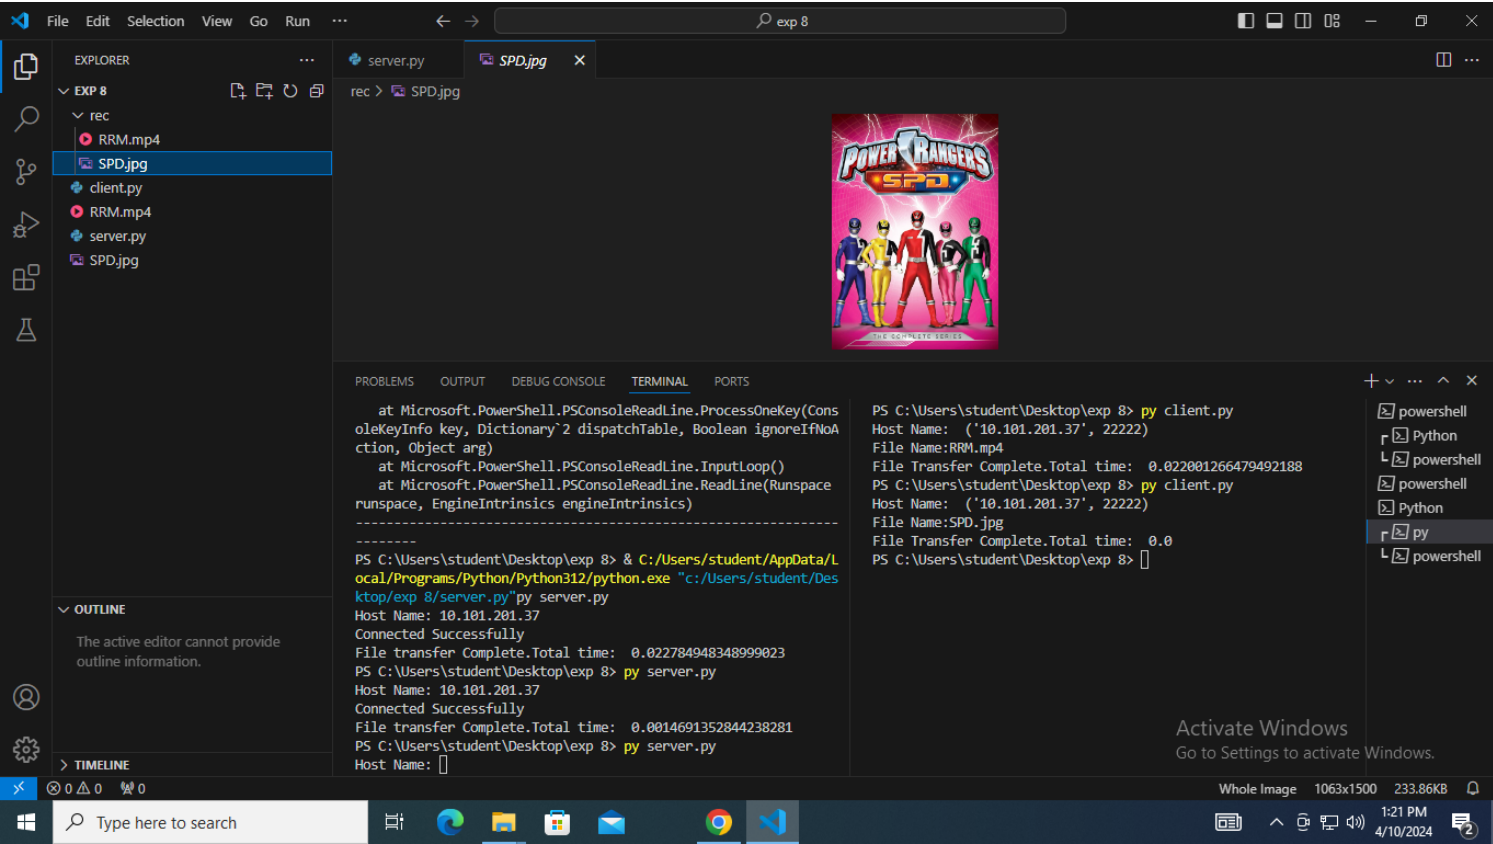 File Edit Selection View Go Run ···
exp 8
EXPLORER
server.py
SPD.jpg
EXP 8
rec > SPD.jpg
rec
RRM.mp4
SPD.jpg
client.py
RRM.mp4
server.py
SPD.jpg
POWER RANGERS
S.P.D.
THE COMPLETE SERIES
PROBLEMS OUTPUT DEBUG CONSOLE TERMINAL PORTS
at Microsoft.PowerShell.PSConsoleReadLine.ProcessOneKey(Cons
oleKeyInfo key, Dictionary`2 dispatchTable, Boolean ignoreIfNoA
ction, Object arg)
at Microsoft.PowerShell.PSConsoleReadLine.InputLoop()
at Microsoft.PowerShell.PSConsoleReadLine.ReadLine(Runspace
runspace, EngineIntrinsics engineIntrinsics)
---------------------------------------------------------------
--------
PS C:\Users\student\Desktop\exp 8> & C:/Users/student/AppData/L
ocal/Programs/Python/Python312/python.exe "c:/Users/student/Des
ktop/exp 8/server.py"py server.py
Host Name: 10.101.201.37
Connected Successfully
File transfer Complete.Total time:  0.022784948348999023
PS C:\Users\student\Desktop\exp 8> py server.py
Host Name: 10.101.201.37
Connected Successfully
File transfer Complete.Total time:  0.0014691352844238281
PS C:\Users\student\Desktop\exp 8> py server.py
Host Name:
PS C:\Users\student\Desktop\exp 8> py client.py
Host Name:  ('10.101.201.37', 22222)
File Name:RRM.mp4
File Transfer Complete.Total time:  0.022001266479492188
PS C:\Users\student\Desktop\exp 8> py client.py
Host Name:  ('10.101.201.37', 22222)
File Name:SPD.jpg
File Transfer Complete.Total time:  0.0
PS C:\Users\student\Desktop\exp 8>
powershell
Python
powershell
powershell
Python
py
powershell
OUTLINE
The active editor cannot provide
outline information.
TIMELINE
Activate Windows
Go to Settings to activate Windows.
0 0 0
Whole Image 1063x1500 233.86KB
Type here to search
1:21 PM
4/10/2024
2